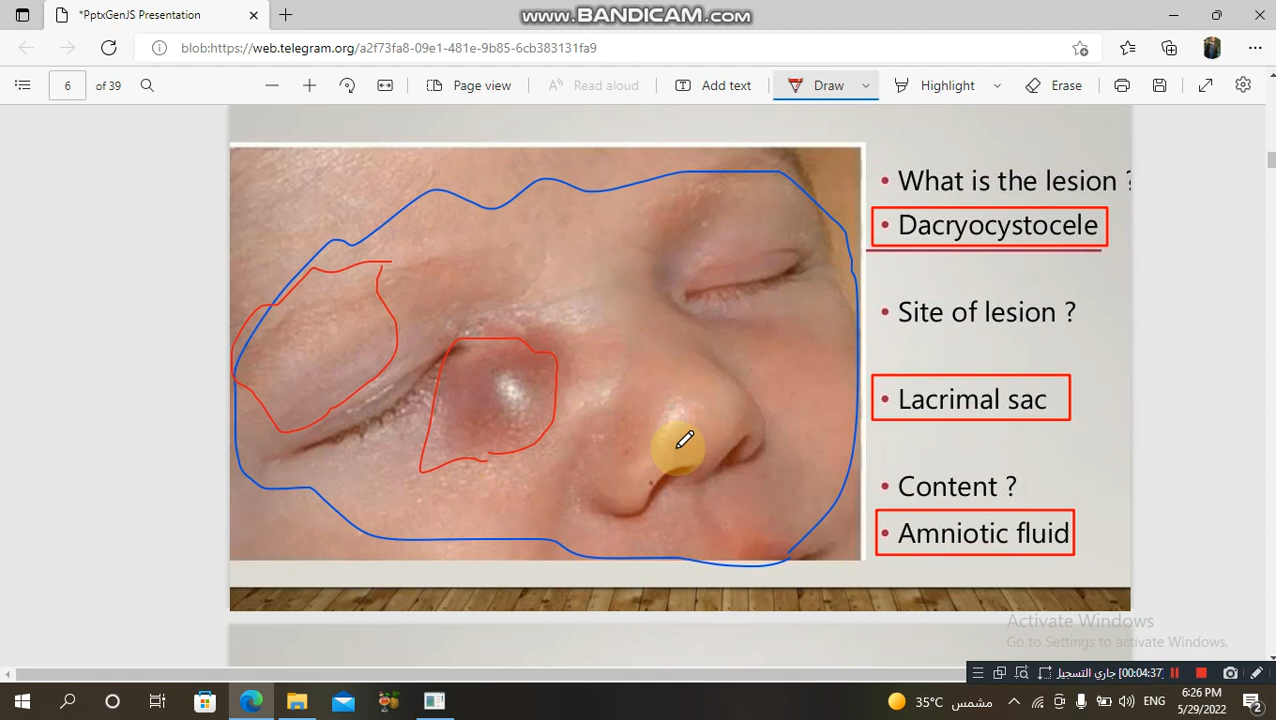 *PptxGenJS Presentation
www.BANDICAM.com
blob:https://web.telegram.org/a2f73fa8-09e1-481e-9b85-6cb383131fa9
6 of 39
Page view
Read aloud
Add text
Draw
Highlight
Erase
• What is the lesion ?
• Dacryocystocele
• Site of lesion ?
• Lacrimal sac
• Content ?
• Amniotic fluid
Activate Windows
Go to Settings to activate Windows.
جاري التسجيل [00:04:37]
35°C مشمس
ENG
6:26 PM
5/29/2022
2